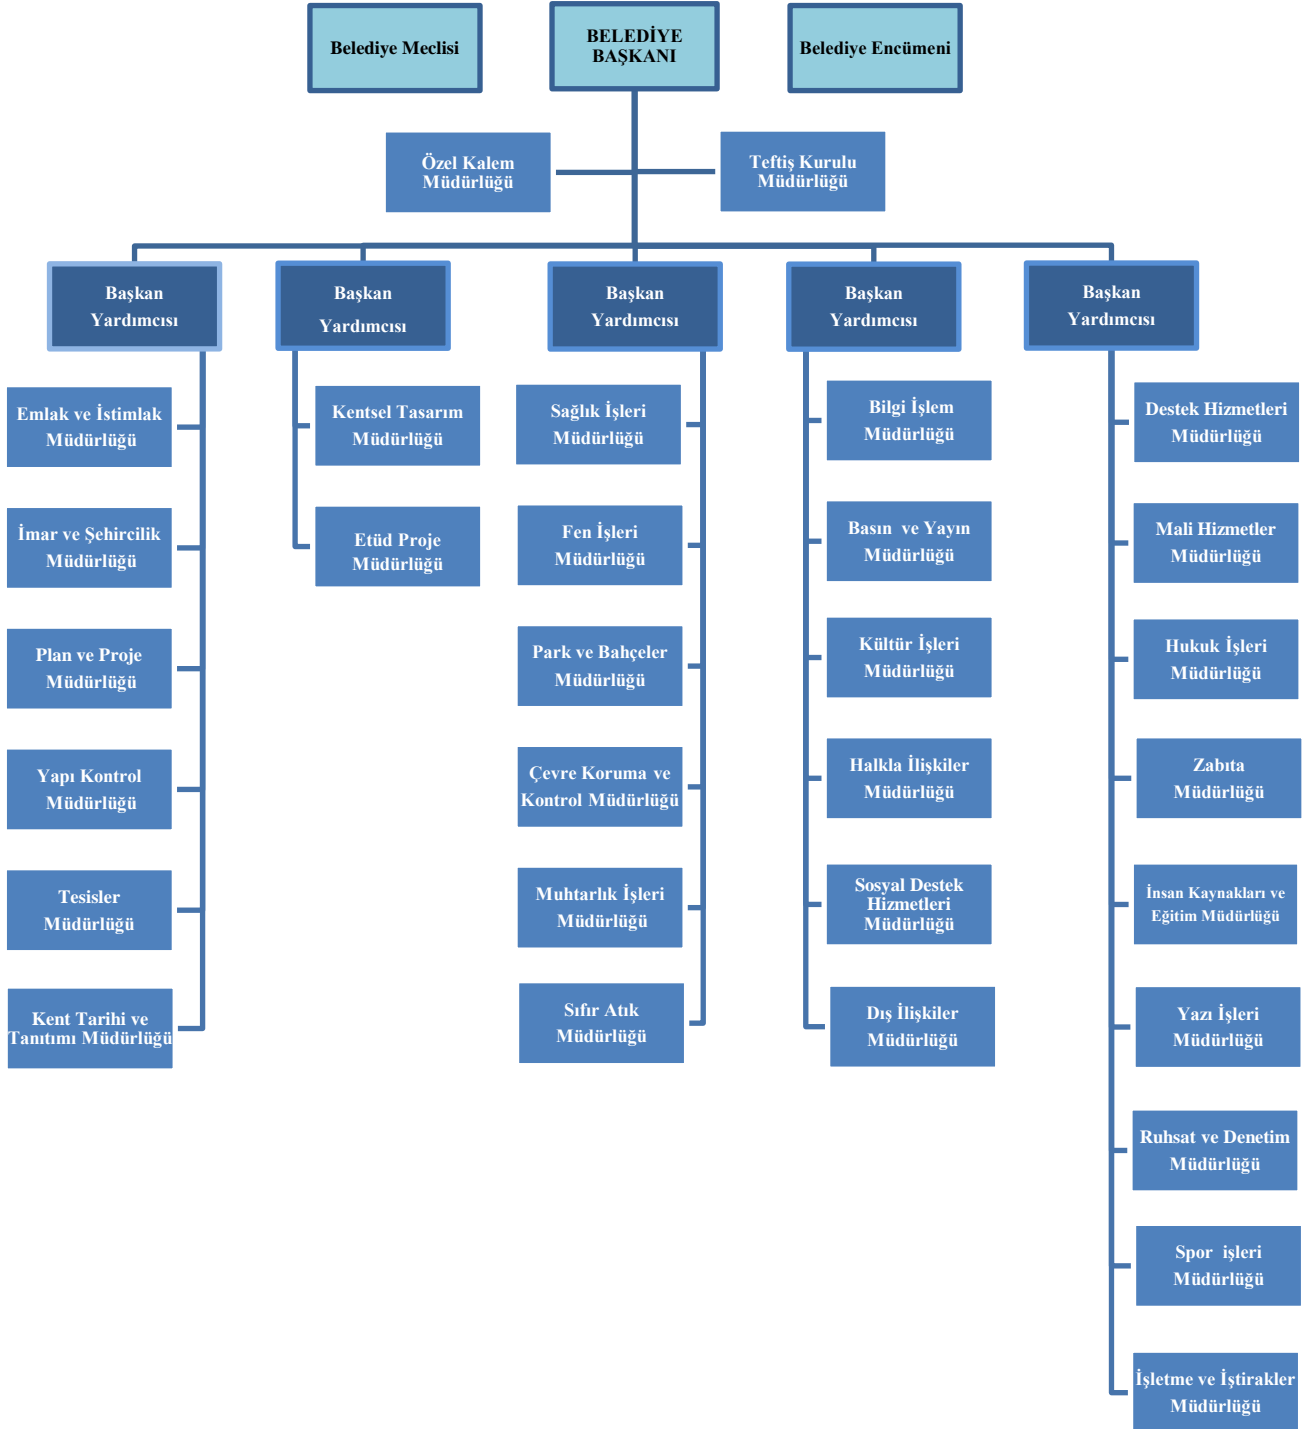 Belediye Meclisi
BELEDİYE
BAŞKANI
Belediye Encümeni
Özel Kalem
Müdürlüğü
Teftiş Kurulu
Müdürlüğü
Başkan
Yardımcısı
Emlak ve İstimlak
Müdürlüğü
İmar ve Şehircilik
Müdürlüğü
Plan ve Proje
Müdürlüğü
Yapı Kontrol
Müdürlüğü
Tesisler
Müdürlüğü
Kent Tarihi ve
Tanıtımı Müdürlüğü
Başkan
Yardımcısı
Kentsel Tasarım
Müdürlüğü
Etüd Proje
Müdürlüğü
Başkan
Yardımcısı
Sağlık İşleri
Müdürlüğü
Fen İşleri
Müdürlüğü
Park ve Bahçeler
Müdürlüğü
Çevre Koruma ve
Kontrol Müdürlüğü
Muhtarlık İşleri
Müdürlüğü
Sıfır Atık
Müdürlüğü
Başkan
Yardımcısı
Bilgi İşlem
Müdürlüğü
Basın ve Yayın
Müdürlüğü
Kültür İşleri
Müdürlüğü
Halkla İlişkiler
Müdürlüğü
Sosyal Destek
Hizmetleri
Müdürlüğü
Dış İlişkiler
Müdürlüğü
Başkan
Yardımcısı
Destek Hizmetleri
Müdürlüğü
Mali Hizmetler
Müdürlüğü
Hukuk İşleri
Müdürlüğü
Zabıta
Müdürlüğü
İnsan Kaynakları ve
Eğitim Müdürlüğü
Yazı İşleri
Müdürlüğü
Ruhsat ve Denetim
Müdürlüğü
Spor işleri
Müdürlüğü
İşletme ve İştirakler
Müdürlüğü